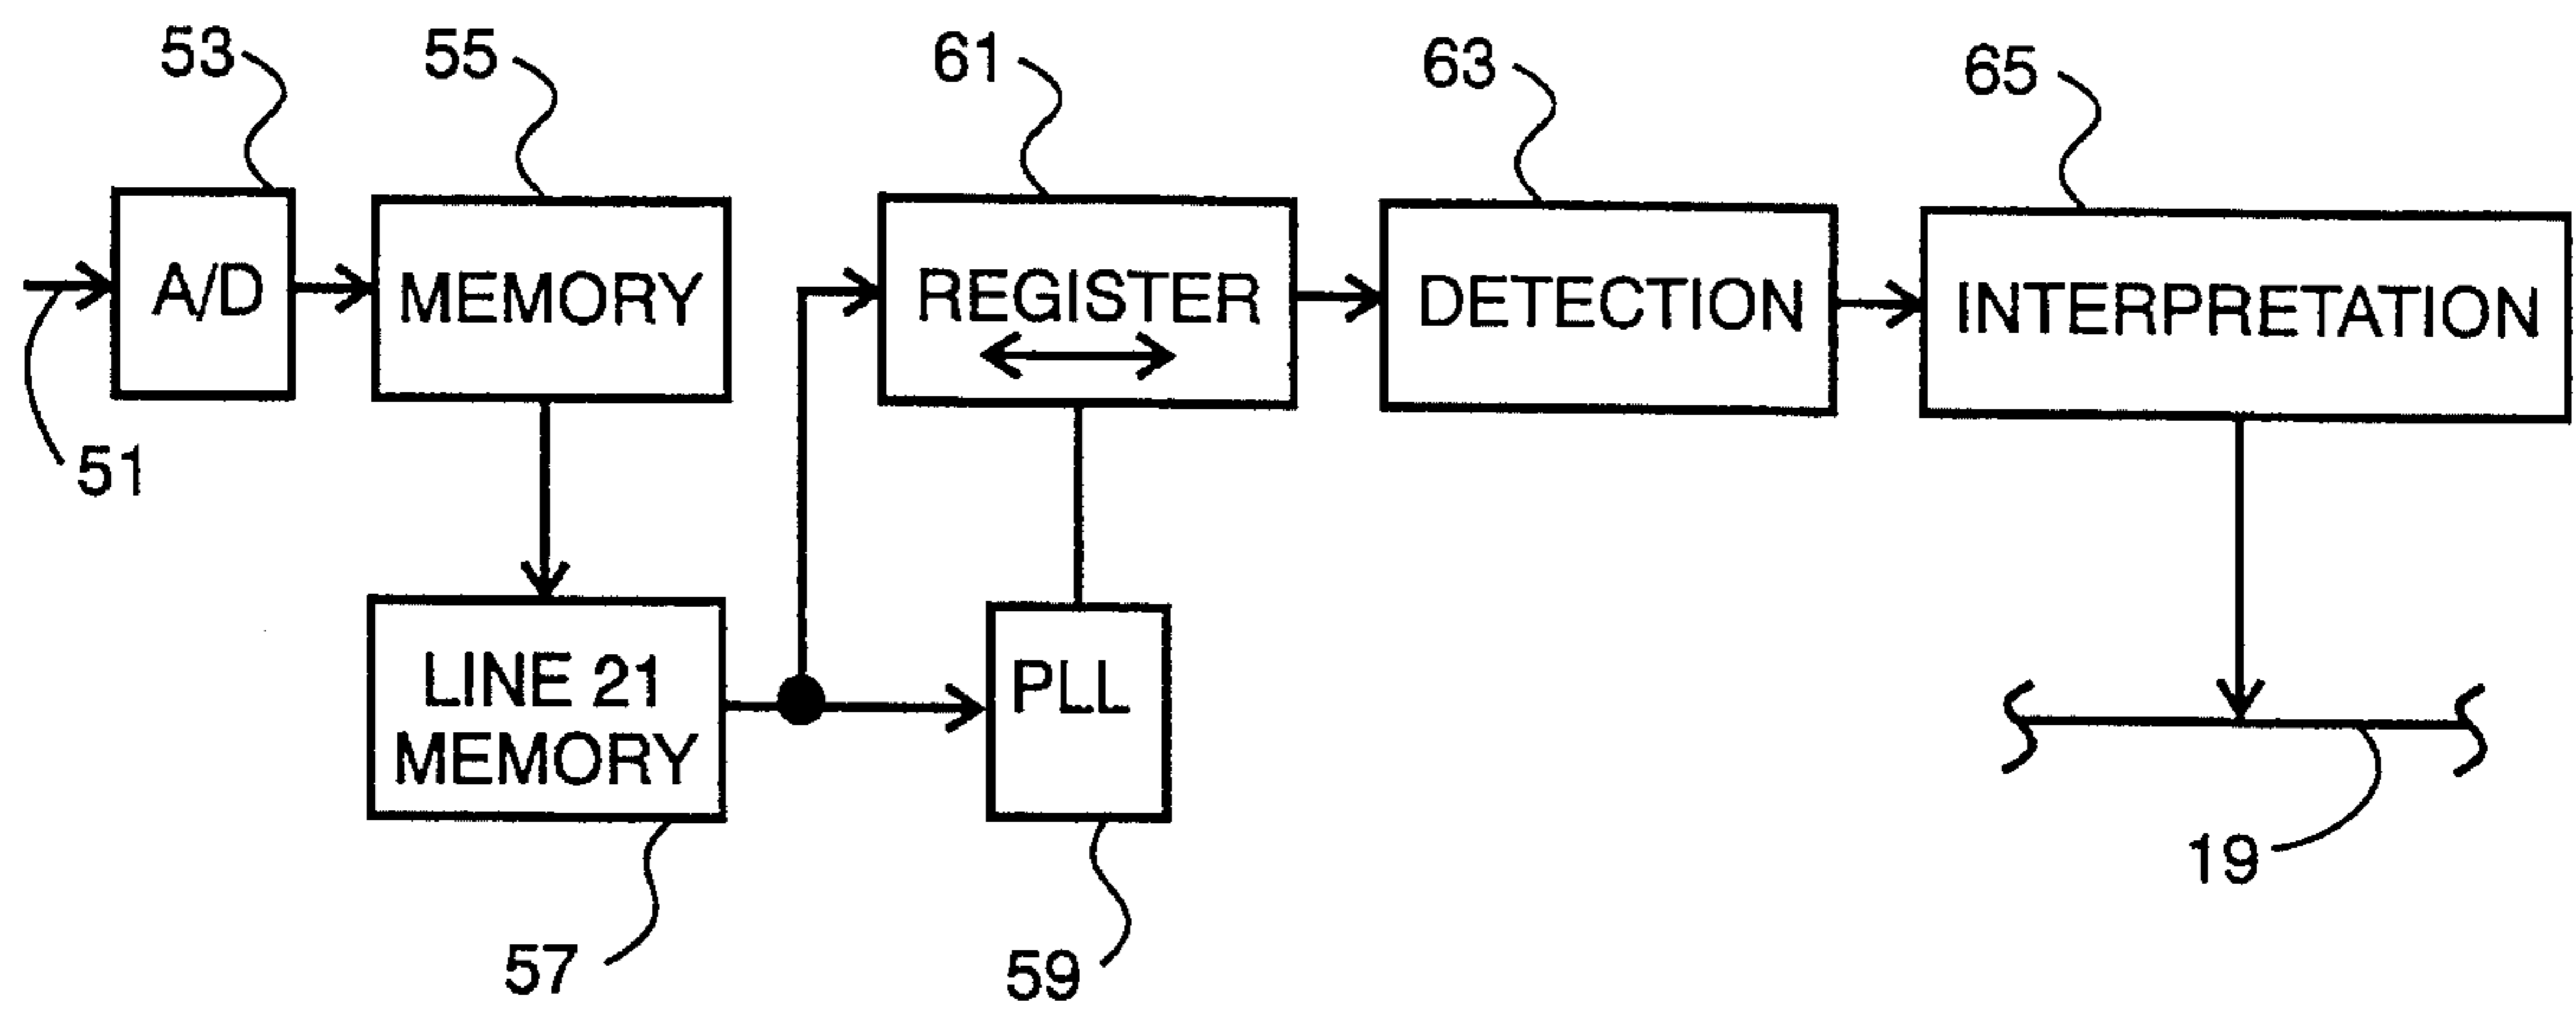 53
55
61
63
65
A/D
MEMORY
REGISTER
DETECTION
INTERPRETATION
51
LINE 21
MEMORY
PLL
19
57
59